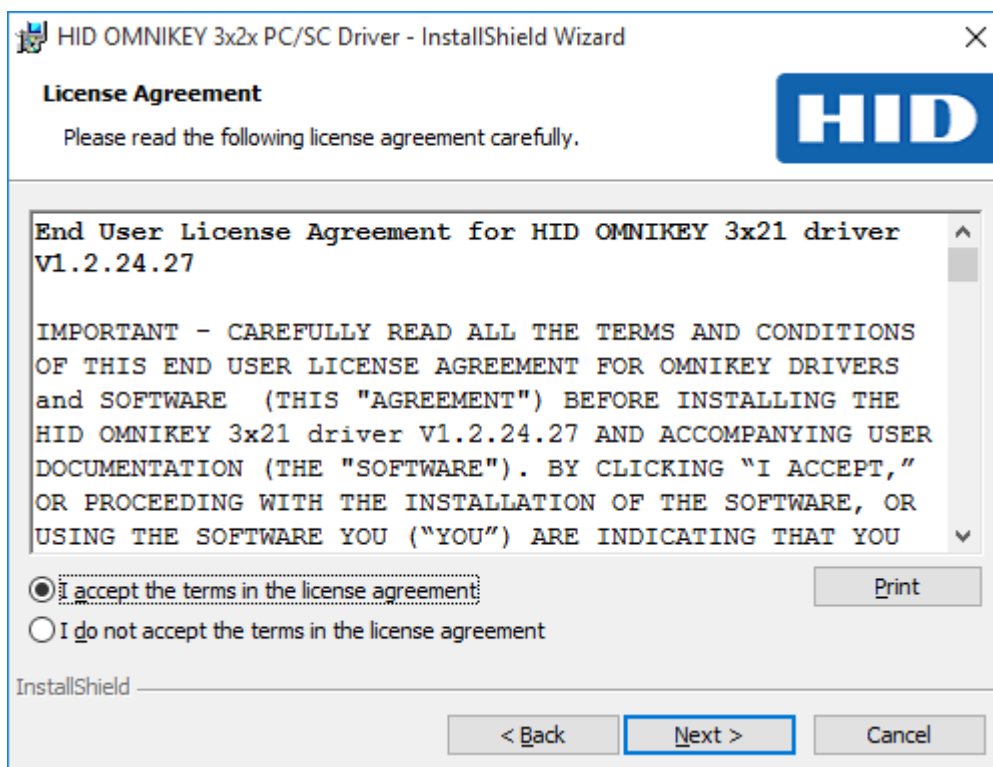 HID OMNIKEY 3x2x PC/SC Driver - InstallShield Wizard
License Agreement
Please read the following license agreement carefully.
HID
End User License Agreement for HID OMNIKEY 3x21 driver
V1.2.24.27
IMPORTANT - CAREFULLY READ ALL THE TERMS AND CONDITIONS
OF THIS END USER LICENSE AGREEMENT FOR OMNIKEY DRIVERS
and SOFTWARE  (THIS "AGREEMENT") BEFORE INSTALLING THE
HID OMNIKEY 3x21 driver V1.2.24.27 AND ACCOMPANYING USER
DOCUMENTATION (THE "SOFTWARE"). BY CLICKING “I ACCEPT,”
OR PROCEEDING WITH THE INSTALLATION OF THE SOFTWARE, OR
USING THE SOFTWARE YOU (“YOU”) ARE INDICATING THAT YOU
I accept the terms in the license agreement
Print
I do not accept the terms in the license agreement
InstallShield
< Back
Next >
Cancel